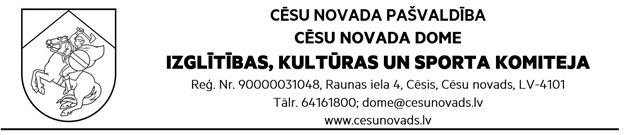 CĒSU NOVADA PAŠVALDĪBA
CĒSU NOVADA DOME
IZGLĪTĪBAS, KULTŪRAS UN SPORTA KOMITEJA
Reģ. Nr. 90000031048, Raunas iela 4, Cēsis, Cēsu novads, LV-4101
Tālr. 64161800; dome@cesunovads.lv
www.cesunovads.lv